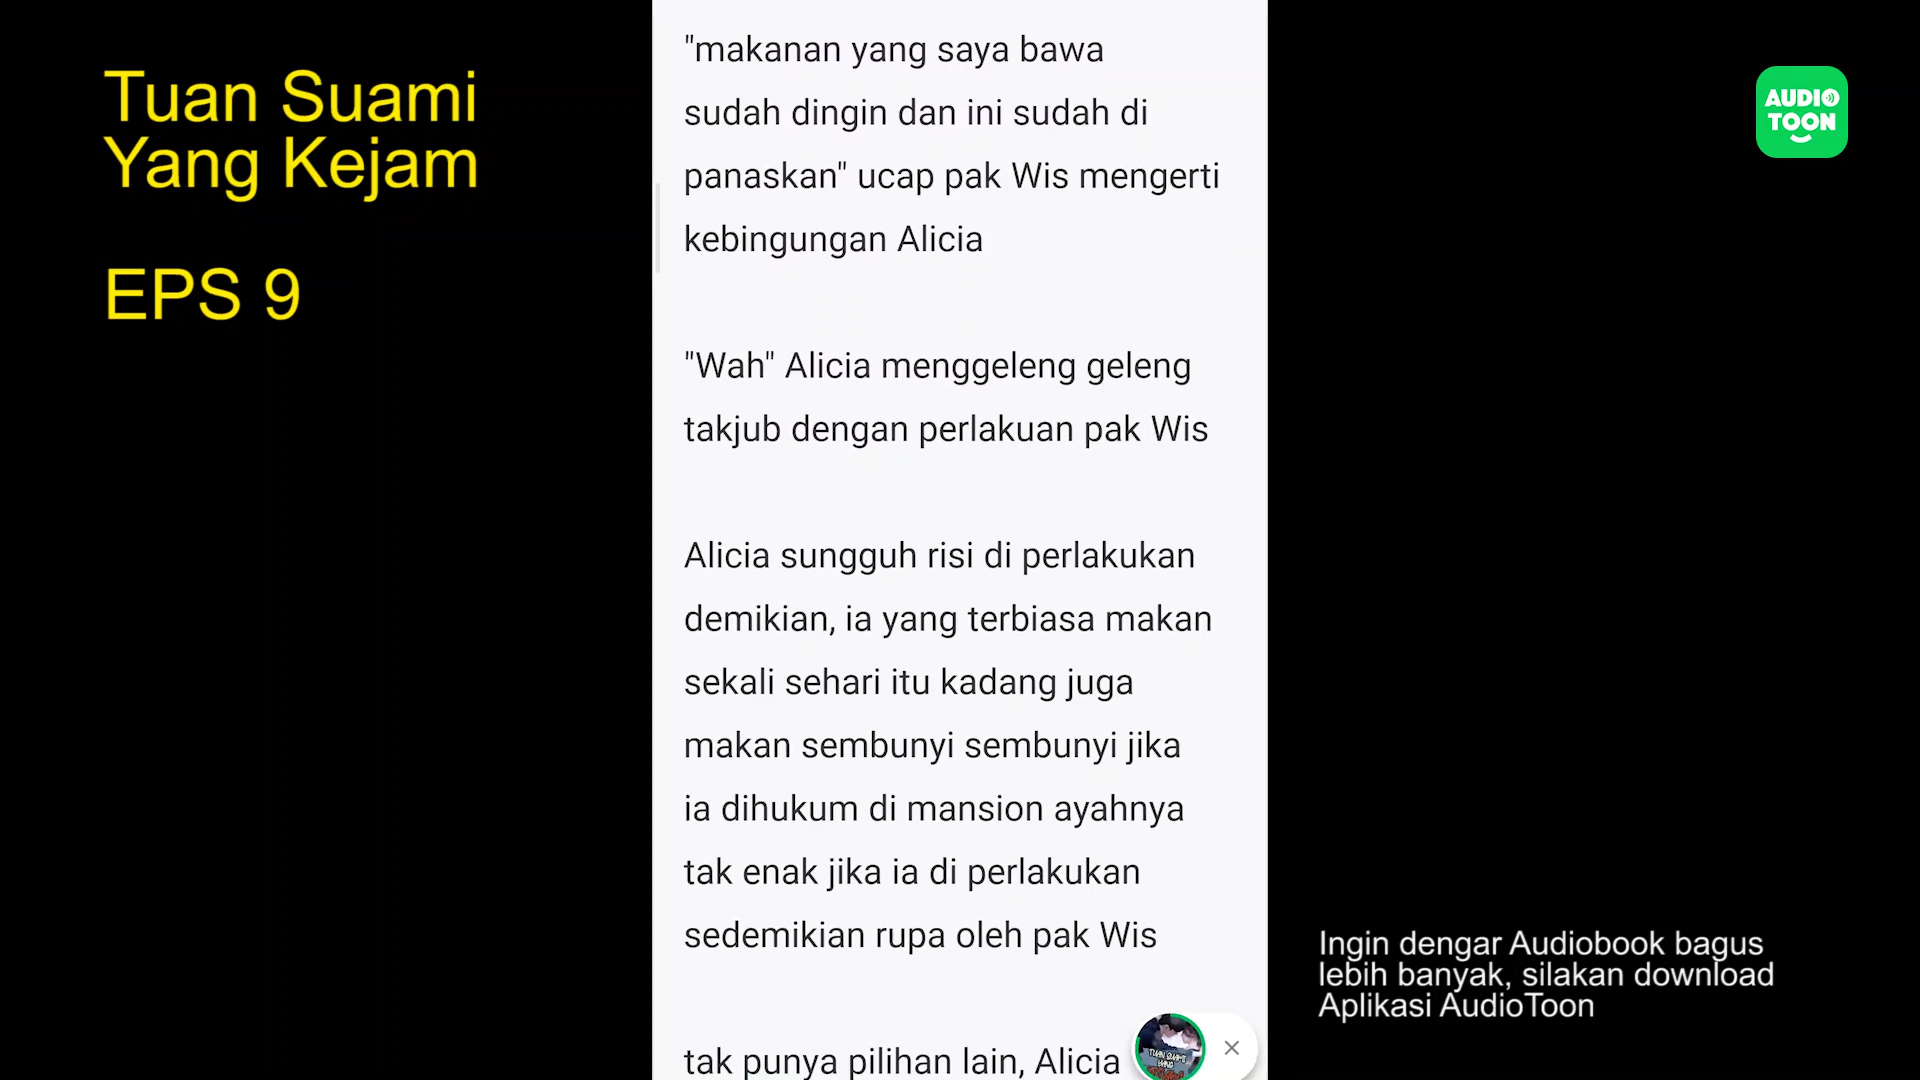 Tuan Suami
Yang Kejam
EPS 9
"makanan yang saya bawa
sudah dingin dan ini sudah di
panaskan" ucap pak Wis mengerti
kebingungan Alicia
"Wah" Alicia menggeleng geleng
takjub dengan perlakuan pak Wis
Alicia sungguh risi di perlakukan
demikian, ia yang terbiasa makan
sekali sehari itu kadang juga
makan sembunyi sembunyi jika
ia dihukum di mansion ayahnya
tak enak jika ia di perlakukan
sedemikian rupa oleh pak Wis
tak punya pilihan lain, Alicia
TUAN SUAMI
YANG
AUDIO
TOON
Ingin dengar Audiobook bagus
lebih banyak, silakan download
Aplikasi AudioToon